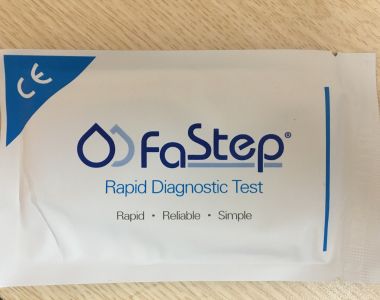 CE
FaStep®
Rapid Diagnostic Test
Rapid • Reliable • Simple